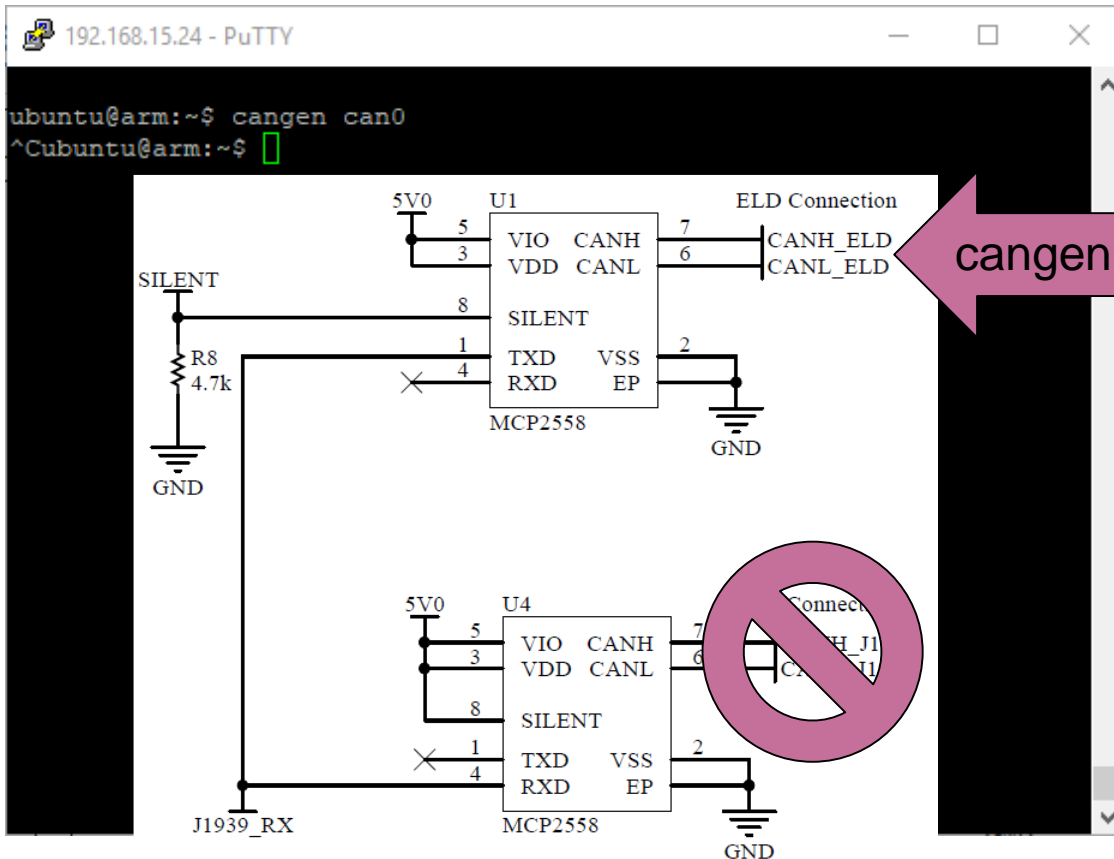 192.168.15.24 - PuTTY
ubuntu@arm:~$ cangen can0
^Cubuntu@arm:~$
5V0
U1
ELD Connection
5
VIO
CANH
7
CANH_ELD
cangen
3
VDD
CANL
6
CANL_ELD
SILENT
8
SILENT
R8
4.7k
1
TXD
VSS
2
4
RXD
EP
MCP2558
GND
GND
5V0
U4
5
VIO
CANH
7
3
VDD
CANL
6
8
SILENT
1
TXD
VSS
2
4
RXD
EP
J1939_RX
MCP2558
GND